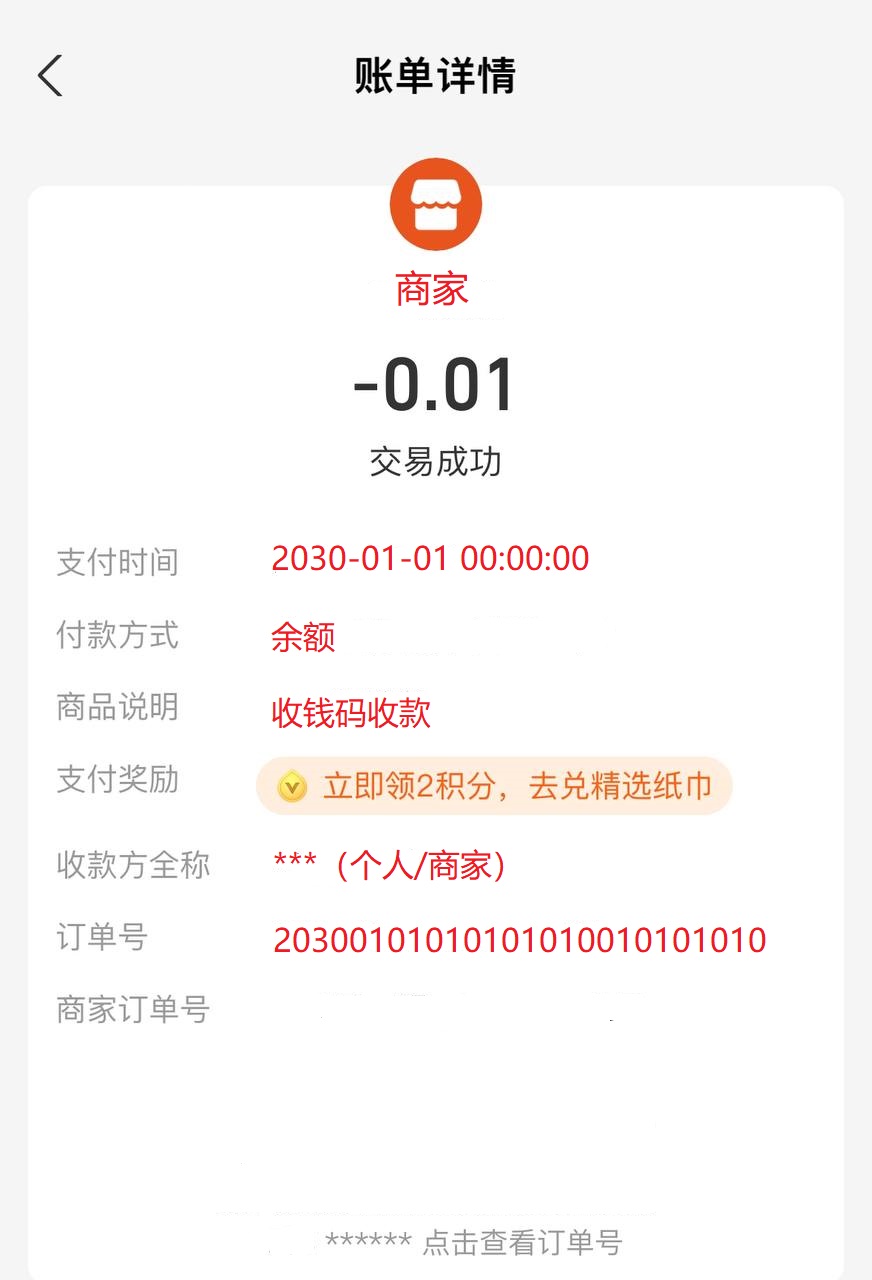 账单详情
商家
-0.01
交易成功
支付时间 2030-01-01 00:00:00
付款方式 余额
商品说明 收钱码收款
支付奖励 立即领2积分，去兑精选纸巾
收款方全称 ***（个人/商家）
订单号 20300101010101010010101010
商家订单号
****** 点击查看订单号